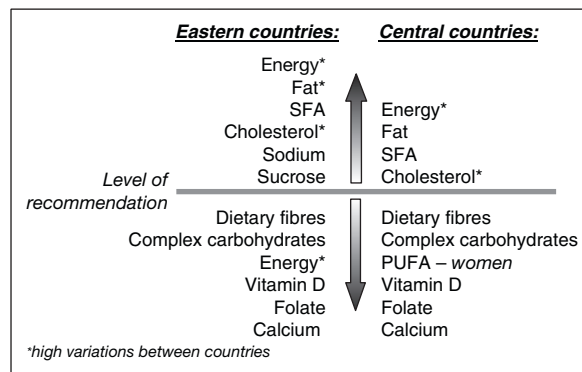 Eastern countries: Central countries:
Energy*
Fat*
SFA Energy*
Cholesterol* Fat
Sodium SFA
Sucrose Cholesterol*
Level of
recommendation
Dietary fibres Dietary fibres
Complex carbohydrates Complex carbohydrates
Energy* PUFA – women
Vitamin D Vitamin D
Folate Folate
Calcium Calcium
*high variations between countries